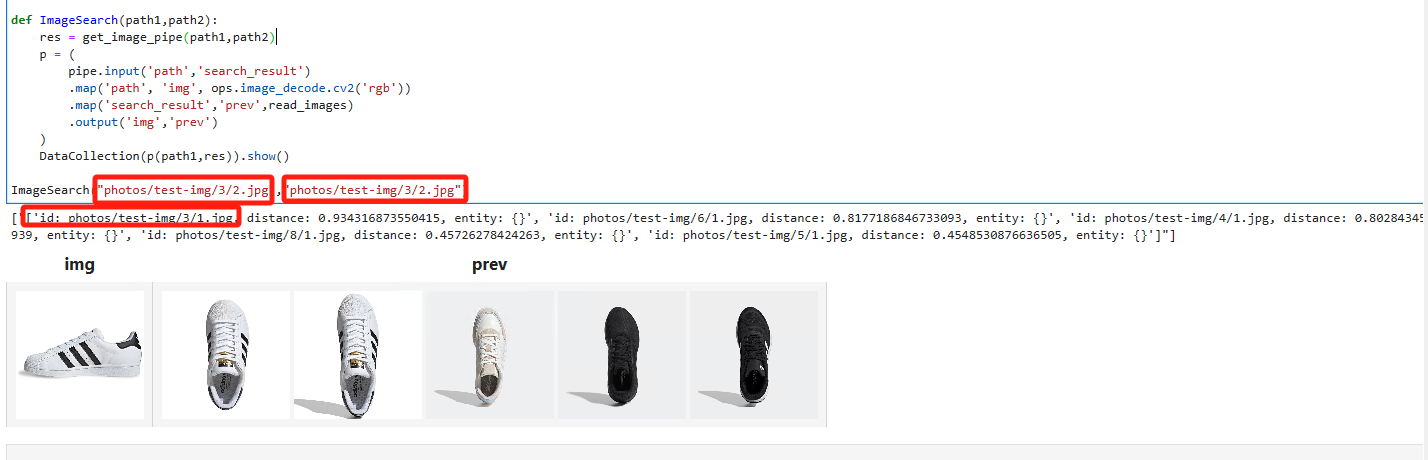 def ImageSearch(path1,path2):
    res = get_image_pipe(path1,path2)
    p = (
        pipe.input('path','search_result')
        .map('path', 'img', ops.image_decode.cv2('rgb'))
        .map('search_result','prev',read_images)
        .output('img','prev')
    )
    DataCollection(p(path1,res)).show()
ImageSearch("photos/test-img/3/2.jpg","photos/test-img/3/2.jpg")
["['id: photos/test-img/3/1.jpg, distance: 0.934316873550415, entity: {}', 'id: photos/test-img/6/1.jpg, distance: 0.8177186846733093, entity: {}', 'id: photos/test-img/4/1.jpg, distance: 0.80284345
939, entity: {}', 'id: photos/test-img/8/1.jpg, distance: 0.45726278424263, entity: {}', 'id: photos/test-img/5/1.jpg, distance: 0.4548530876636505, entity: {}']"]
img prev